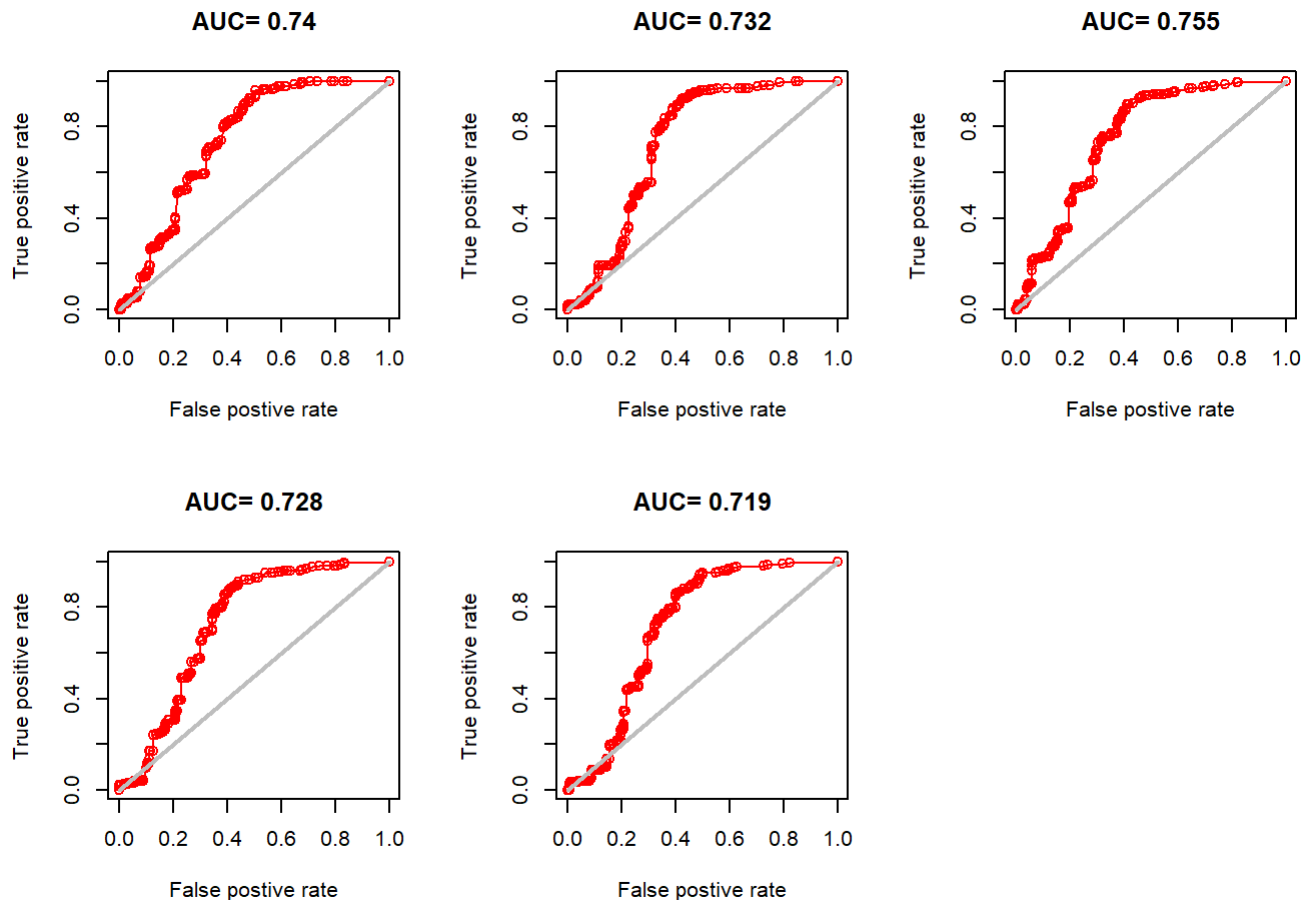 AUC= 0.74
True positive rate
0.0 0.4 0.8
0.0 0.2 0.4 0.6 0.8 1.0
False postive rate
AUC= 0.732
True positive rate
0.0 0.4 0.8
0.0 0.2 0.4 0.6 0.8 1.0
False postive rate
AUC= 0.755
True positive rate
0.0 0.4 0.8
0.0 0.2 0.4 0.6 0.8 1.0
False postive rate
AUC= 0.728
True positive rate
0.0 0.4 0.8
0.0 0.2 0.4 0.6 0.8 1.0
False postive rate
AUC= 0.719
True positive rate
0.0 0.4 0.8
0.0 0.2 0.4 0.6 0.8 1.0
False postive rate